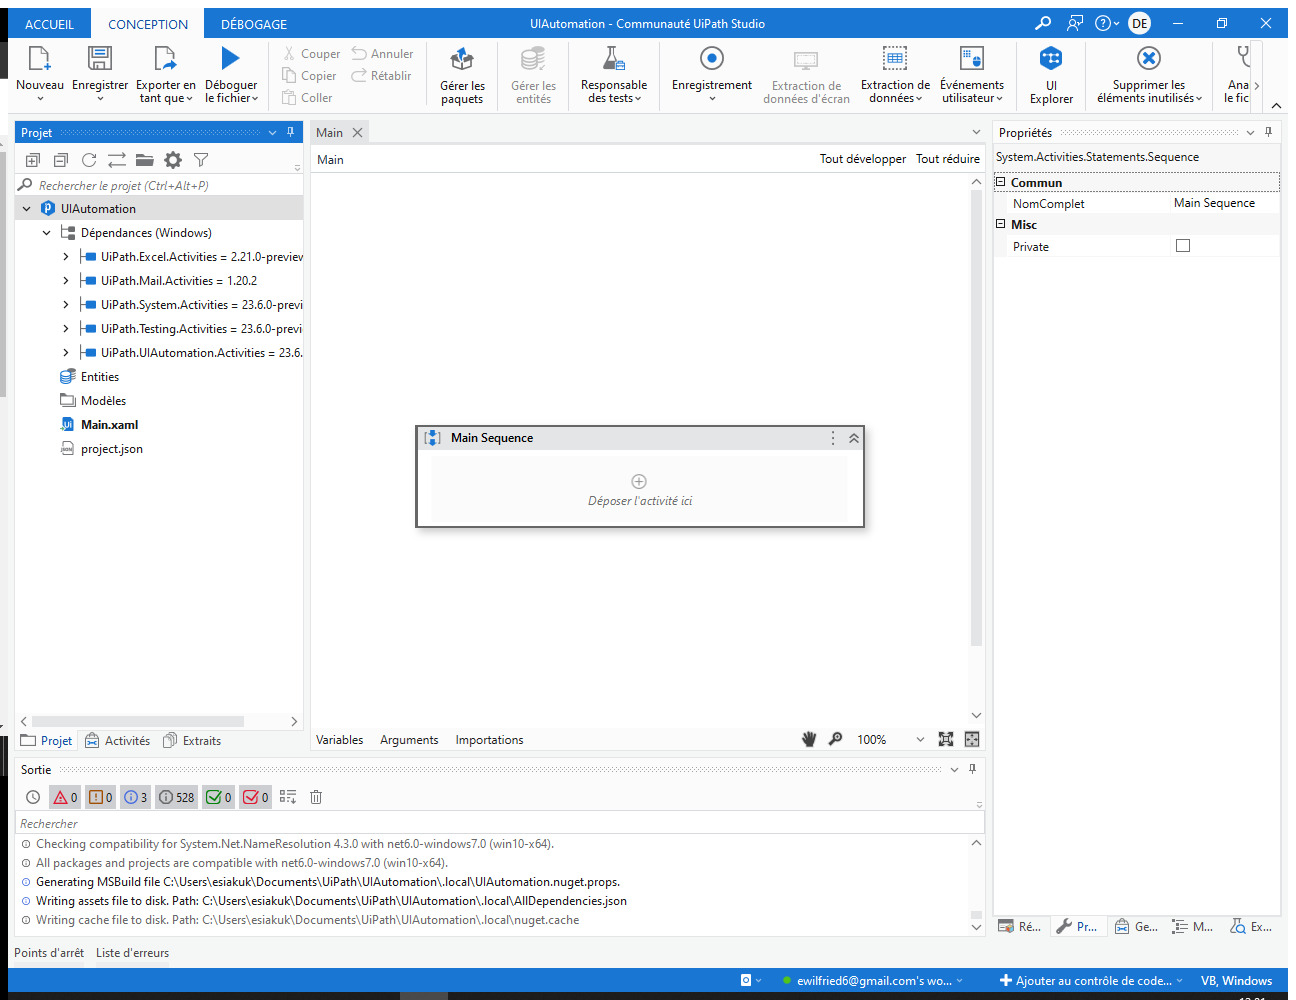 ACCUEIL CONCEPTION DÉBOGAGE UIAutomation - Communauté UiPath Studio DE
Nouveau Enregistrer Exporter en tant que Déboguer le fichier
Couper Annuler
Copier Rétablir
Coller
Gérer les paquets
Gérer les entités
Responsable des tests
Enregistrement
Extraction de données d'écran
Extraction de données
Événements utilisateur
UI Explorer
Supprimer les éléments inutilisés
Ana
le fic
Projet
Rechercher le projet (Ctrl+Alt+P)
UIAutomation
Dépendances (Windows)
UiPath.Excel.Activities = 2.21.0-preview
UiPath.Mail.Activities = 1.20.2
UiPath.System.Activities = 23.6.0-previ
UiPath.Testing.Activities = 23.6.0-previ
UiPath.UIAutomation.Activities = 23.6.
Entities
Modèles
Main.xaml
project.json
Projet Activités Extraits
Main
Main Tout développer Tout réduire
Main Sequence
Déposer l'activité ici
Variables Arguments Importations 100%
Propriétés
System.Activities.Statements.Sequence
Commun
NomComplet Main Sequence
Misc
Private
Ré... Pr... Ge... M... Ex...
Sortie
0 0 3 528 0 0
Rechercher
Checking compatibility for System.Net.NameResolution 4.3.0 with net6.0-windows7.0 (win10-x64).
All packages and projects are compatible with net6.0-windows7.0 (win10-x64).
Generating MSBuild file C:\Users\esiakuk\Documents\UiPath\UIAutomation\.local\UIAutomation.nuget.props.
Writing assets file to disk. Path: C:\Users\esiakuk\Documents\UiPath\UIAutomation\.local\AllDependencies.json
Writing cache file to disk. Path: C:\Users\esiakuk\Documents\UiPath\UIAutomation\.local\nuget.cache
Points d'arrêt Liste d'erreurs
ewilfried6@gmail.com's wo... Ajouter au contrôle de code... VB, Windows